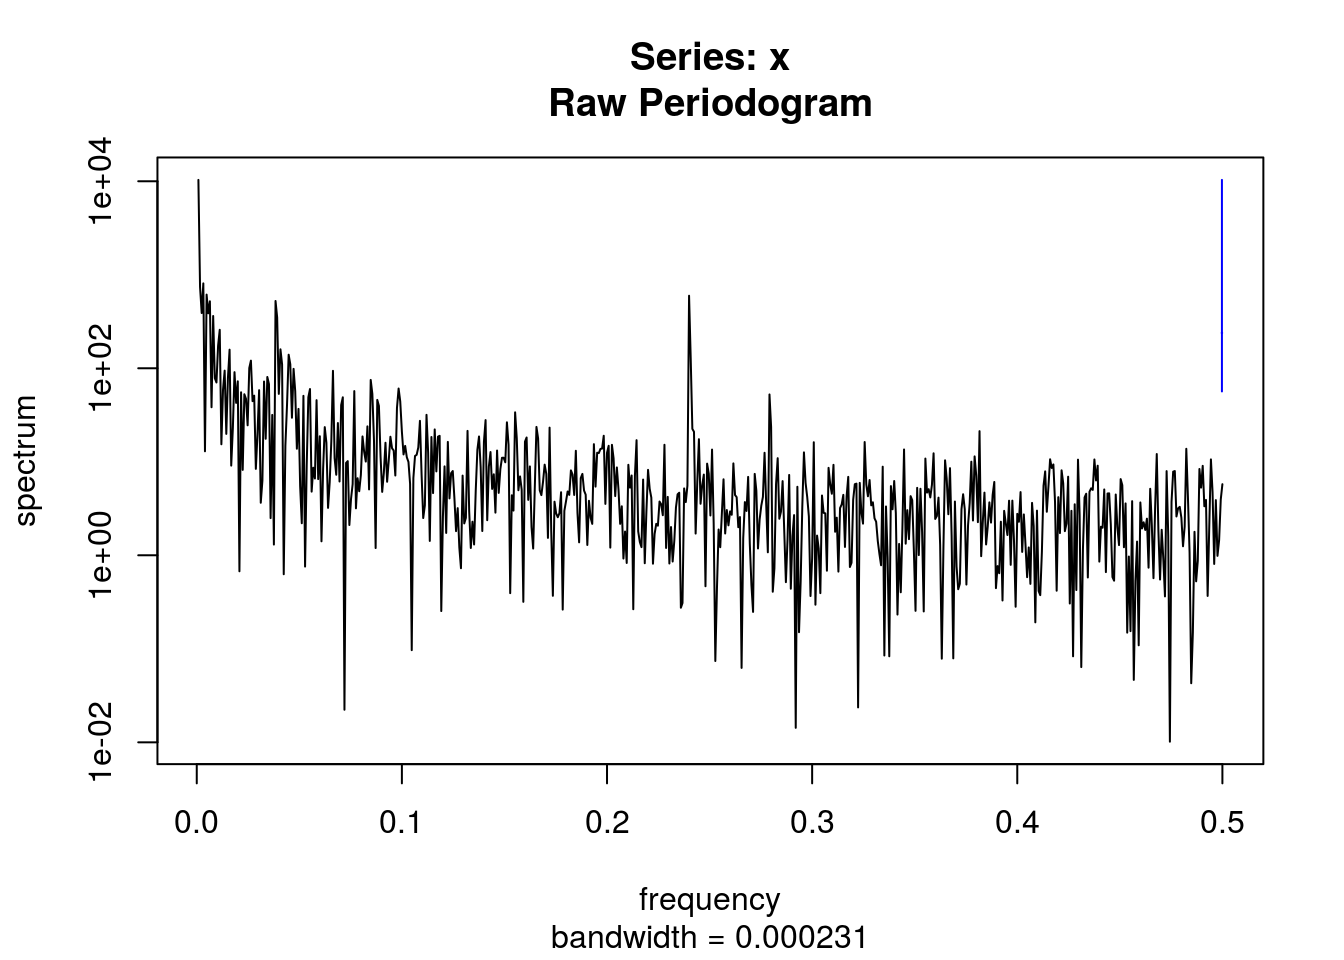 Series: x
Raw Periodogram
spectrum
1e+04
1e+02
1e+00
1e-02
0.0 0.1 0.2 0.3 0.4 0.5
frequency
bandwidth = 0.000231